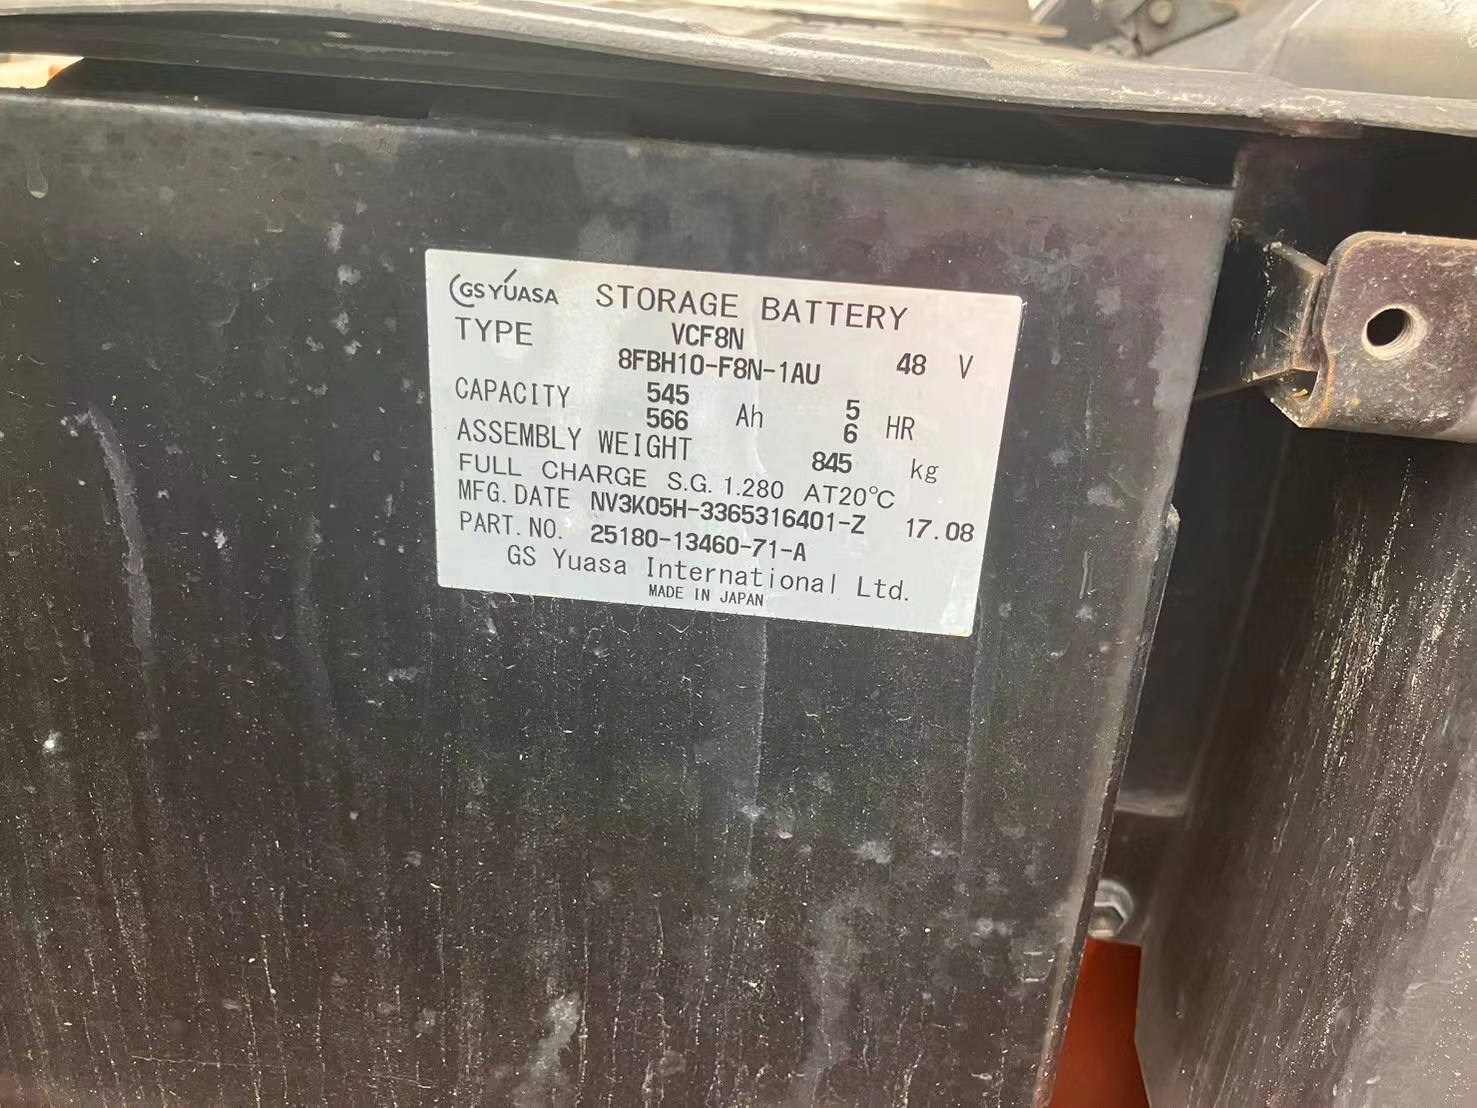 GS YUASA STORAGE BATTERY
TYPE VCF8N
8FBH10-F8N-1AU 48 V
CAPACITY 545 Ah 5 HR
566 6
ASSEMBLY WEIGHT 845 kg
FULL CHARGE S.G. 1.280 AT20℃
MFG. DATE NV3K05H-3365316401-Z 17.08
PART. NO. 25180-13460-71-A
GS Yuasa International Ltd.
MADE IN JAPAN